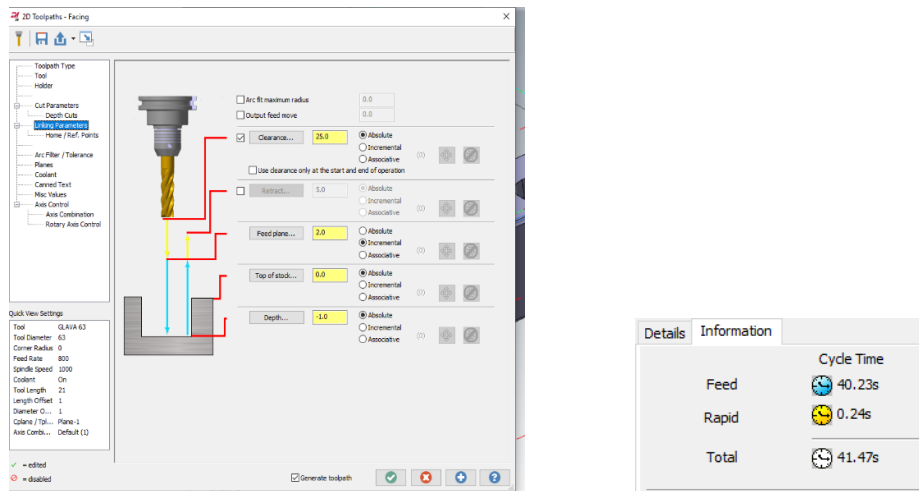 2D Toolpaths - Facing
Toolpath Type
Tool
Holder
Cut Parameters
Depth Cuts
Linking Parameters
Home / Ref. Points
Arc Filter / Tolerance
Planes
Coolant
Canned Text
Misc Values
Axis Control
Axis Combination
Rotary Axis Control
Quick View Settings
Tool GLAVA 63
Tool Diameter 63
Corner Radius 0
Feed Rate 800
Spindle Speed 1000
Coolant On
Tool Length 21
Length Offset 1
Diameter O... 1
Cplane / Tpl... Plane-1
Axis Combi... Default (1)
= edited
= disabled
Arc fit maximum radius 0.0
Output feed move 0.0
Clearance... 25.0 Absolute
Incremental
Associative (0)
Use clearance only at the start and end of operation
Retract... 5.0 Absolute
Incremental
Associative (0)
Feed plane... 2.0 Absolute
Incremental
Associative (0)
Top of stock... 0.0 Absolute
Incremental
Associative (0)
Depth... -1.0 Absolute
Incremental
Associative (0)
Generate toolpath
Details Information
Cycle Time
Feed 40.23s
Rapid 0.24s
Total 41.47s